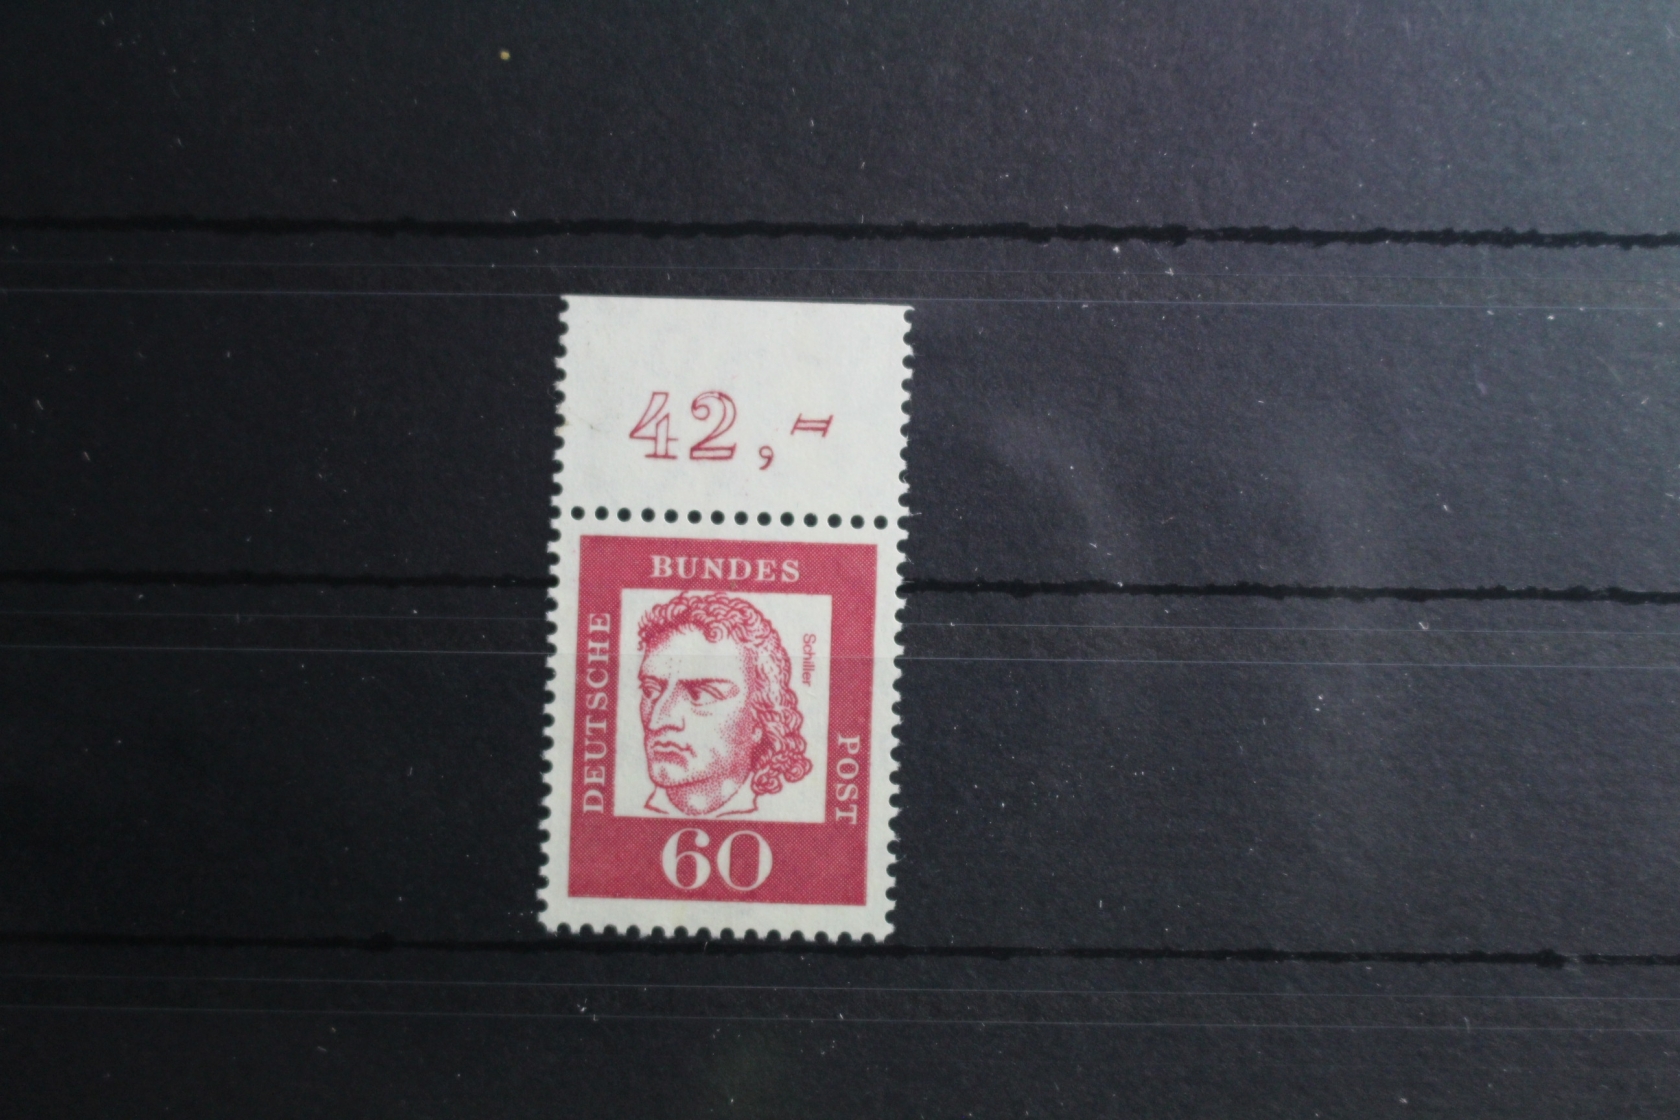 42,=
BUNDES
DEUTSCHE
Schiller
POST
60